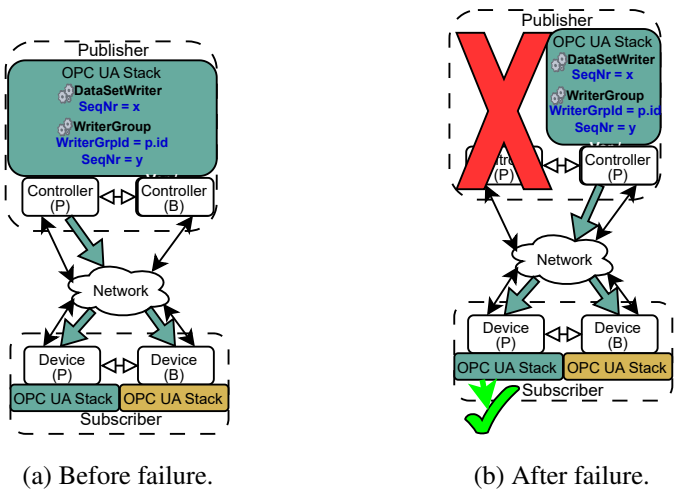 Publisher
OPC UA Stack
DataSetWriter
SeqNr = x
WriterGroup
WriterGrpId = p.id
SeqNr = y
Controller
(P)
Controller
(B)
Network
Device
(P)
Device
(B)
OPC UA Stack
OPC UA Stack
Subscriber
(a) Before failure.
Publisher
OPC UA Stack
DataSetWriter
SeqNr = x
WriterGroup
WriterGrpId = p.id
SeqNr = y
(P)
Controller
(P)
Network
Device
(P)
Device
(B)
OPC UA Stack
OPC UA Stack
Subscriber
(b) After failure.